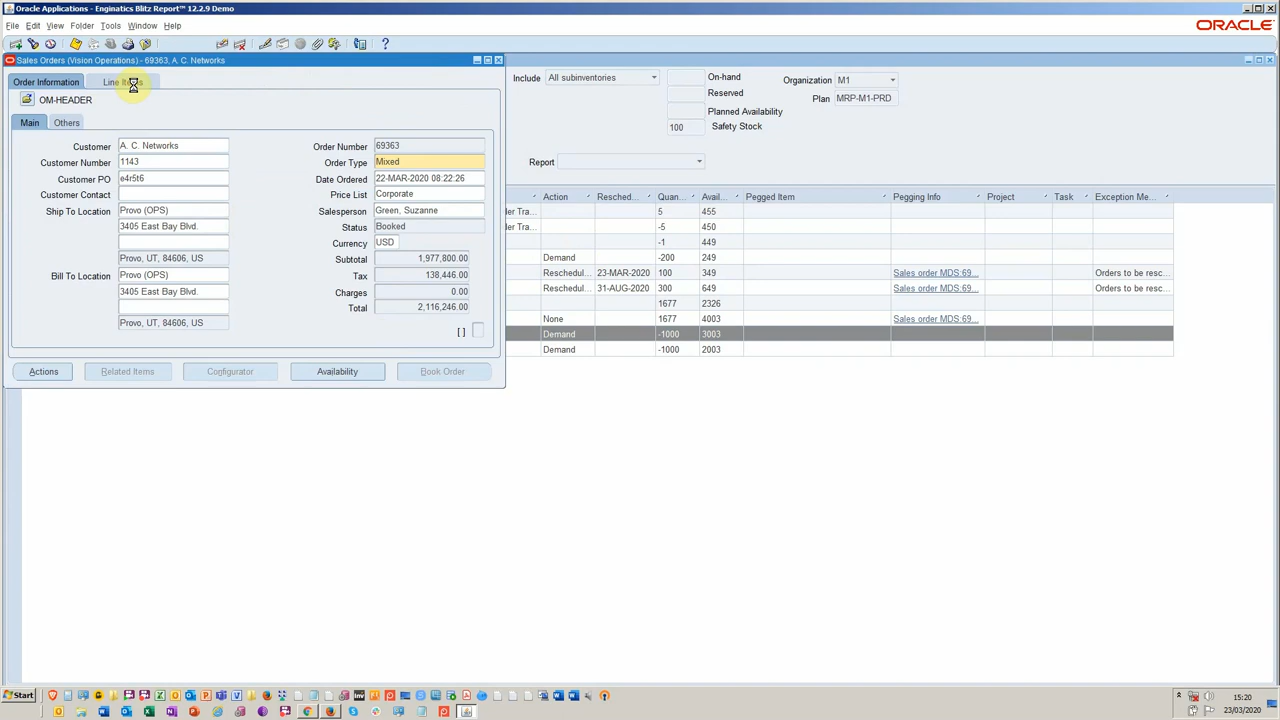 Oracle Applications - Enginatics Blitz Report™ 12.2.9 Demo
File Edit View Folder Tools Window Help
ORACLE
Sales Orders (Vision Operations) - 69363, A. C. Networks
Order Information
OM-HEADER
Main Others
Customer A. C. Networks
Customer Number 1143
Customer PO e4r5t6
Customer Contact
Ship To Location Provo (OPS)
3405 East Bay Blvd.
Provo, UT, 84606, US
Bill To Location Provo (OPS)
3405 East Bay Blvd.
Provo, UT, 84606, US
Order Number 69363
Order Type Mixed
Date Ordered 22-MAR-2020 08:22:26
Price List Corporate
Salesperson Green, Suzanne
Status Booked
Currency USD
Subtotal 1,977,800.00
Tax 138,446.00
Charges 0.00
Total 2,116,246.00
[ ]
Actions Related Items Configurator Availability Book Order
Include All subinventories
On-hand
Reserved
Planned Availability
100 Safety Stock
Organization M1
Plan MRP-M1-PRD
Report
Action Resched... Quan... Avail... Pegged Item Pegging Info Project Task Exception Me...
der Tra... 5 455
der Tra... -5 450
-1 449
Demand -200 249
Reschedul... 23-MAR-2020 100 349 Sales order MDS:69... Orders to be resc...
Reschedul... 31-AUG-2020 300 649 Sales order MDS:69... Orders to be resc...
1677 2326
None 1677 4003 Sales order MDS:69...
Demand -1000 3003
Demand -1000 2003
Start
15:20
23/03/2020